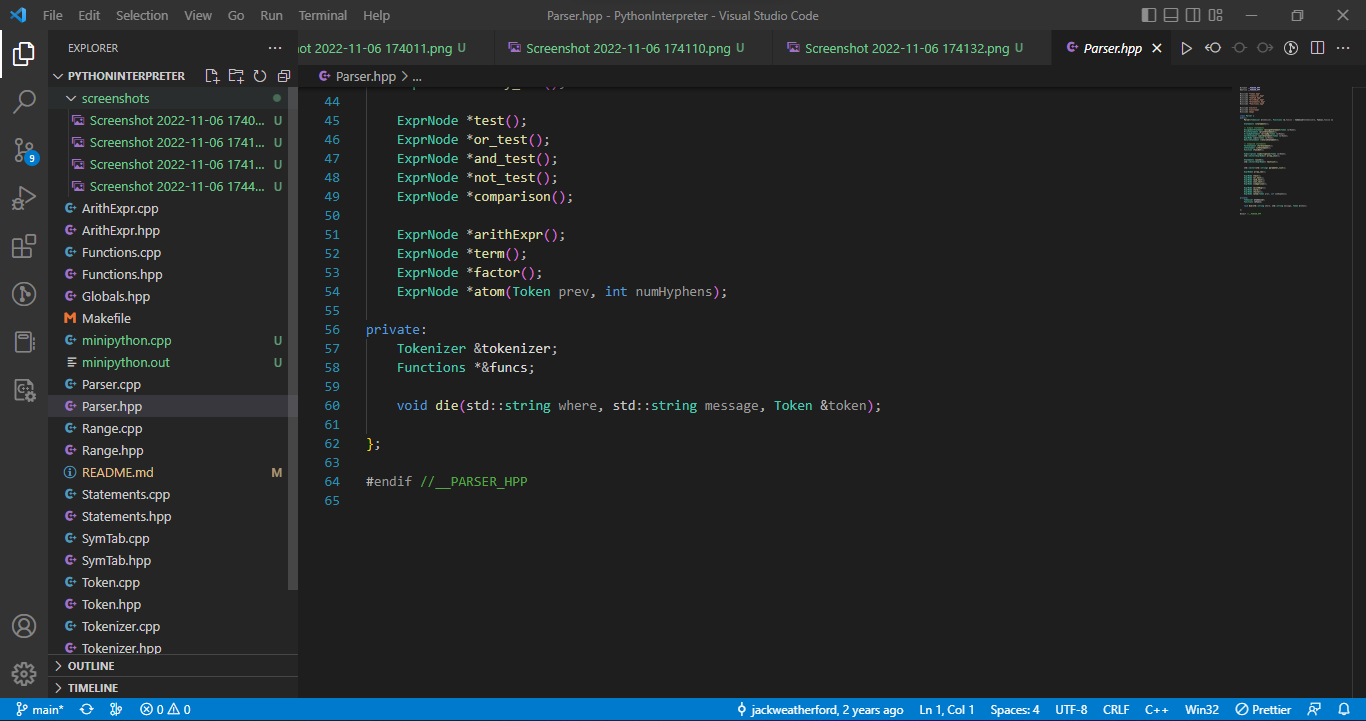 File Edit Selection View Go Run Terminal Help
Parser.hpp - PythonInterpreter - Visual Studio Code
EXPLORER
ot 2022-11-06 174011.png U
Screenshot 2022-11-06 174110.png U
Screenshot 2022-11-06 174132.png U
Parser.hpp
PYTHONINTERPRETER
Parser.hpp > ...
screenshots
Screenshot 2022-11-06 1740...
Screenshot 2022-11-06 1741...
Screenshot 2022-11-06 1741...
Screenshot 2022-11-06 1744...
ArithExpr.cpp
ArithExpr.hpp
Functions.cpp
Functions.hpp
Globals.hpp
Makefile
minipython.cpp U
minipython.out U
Parser.cpp
Parser.hpp
Range.cpp
Range.hpp
README.md M
Statements.cpp
Statements.hpp
SymTab.cpp
SymTab.hpp
Token.cpp
Token.hpp
Tokenizer.cpp
Tokenizer.hpp
OUTLINE
TIMELINE
9
44
45 ExprNode *test();
46 ExprNode *or_test();
47 ExprNode *and_test();
48 ExprNode *not_test();
49 ExprNode *comparison();
50
51 ExprNode *arithExpr();
52 ExprNode *term();
53 ExprNode *factor();
54 ExprNode *atom(Token prev, int numHyphens);
55
56 private:
57 Tokenizer &tokenizer;
58 Functions *&funcs;
59
60 void die(std::string where, std::string message, Token &token);
61
62 };
63
64 #endif //__PARSER_HPP
65
main* 0 0 jackweatherford, 2 years ago Ln 1, Col 1 Spaces: 4 UTF-8 CRLF C++ Win32 Prettier